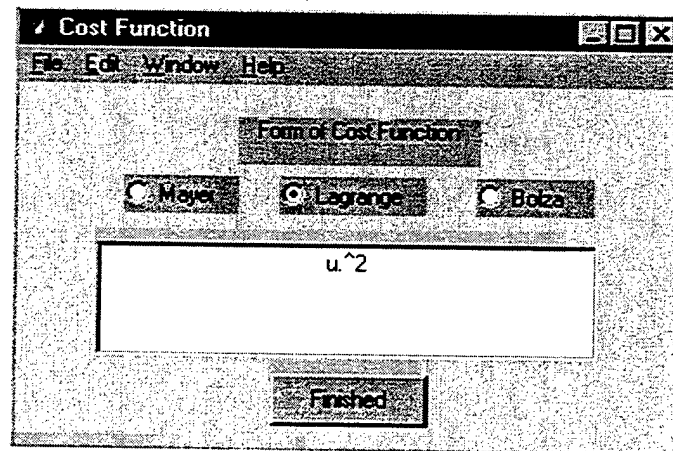 Cost Function
File Edit Window Help
Form of Cost Function
Mayer Lagrange Bolza
u.^2
Finished